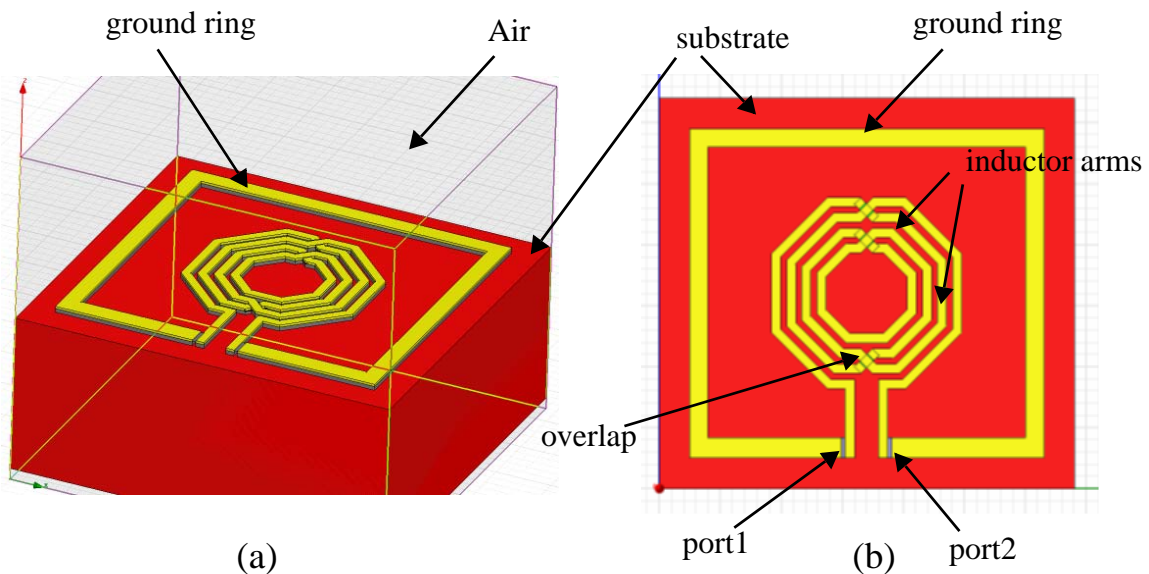 ground ring
Air
substrate
ground ring
inductor arms
overlap
port1
port2
(a)
(b)